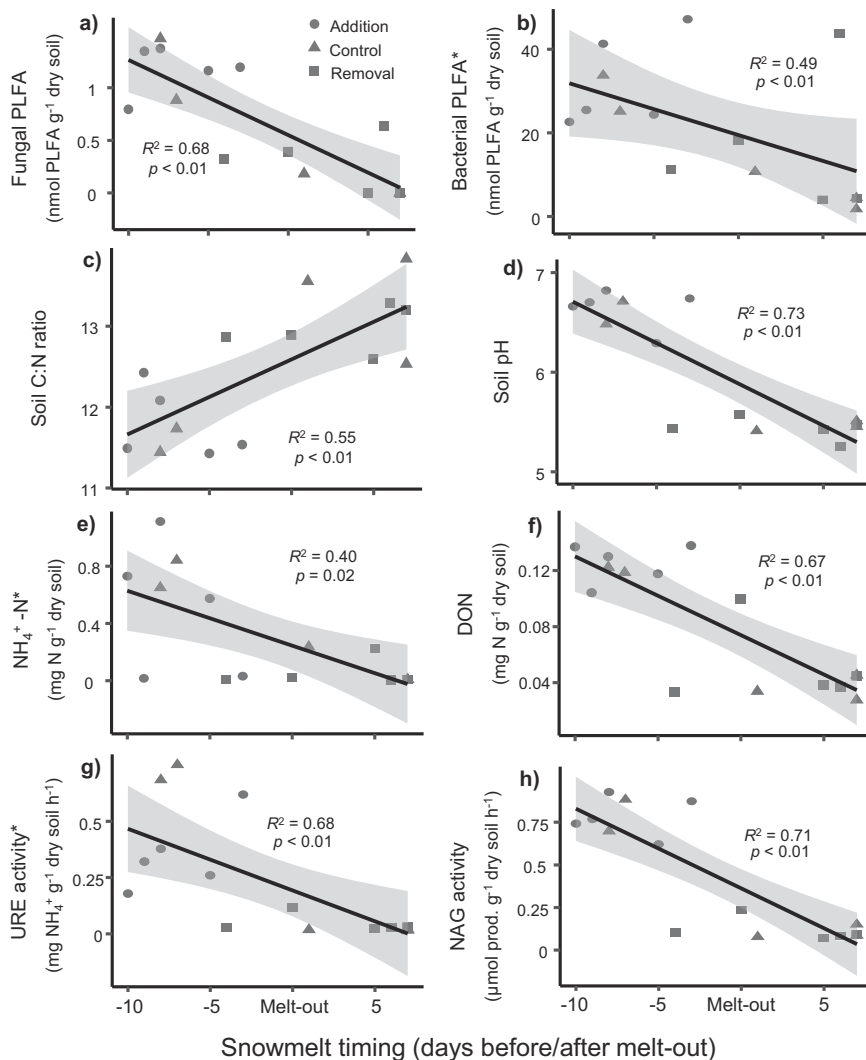 a)
Addition
Control
Removal
Fungal PLFA
(nmol PLFA g⁻¹ dry soil)
1
0.5
0
R² = 0.68
p < 0.01
b)
Bacterial PLFA*
(nmol PLFA g⁻¹ dry soil)
40
20
0
R² = 0.49
p < 0.01
c)
Soil C:N ratio
13
12
11
R² = 0.55
p < 0.01
d)
Soil pH
7
6
5
R² = 0.73
p < 0.01
e)
NH₄⁺ -N*
(mg N g⁻¹ dry soil)
0.8
0.4
0
R² = 0.40
p = 0.02
f)
DON
(mg N g⁻¹ dry soil)
0.12
0.08
0.04
R² = 0.67
p < 0.01
g)
URE activity*
(mg NH₄⁺ g⁻¹ dry soil h⁻¹)
0.5
0.25
0
R² = 0.68
p < 0.01
-10
-5
Melt-out
5
h)
NAG activity
(µmol prod. g⁻¹ dry soil h⁻¹)
0.75
0.25
0
R² = 0.71
p < 0.01
-10
-5
Melt-out
5
Snowmelt timing (days before/after melt-out)